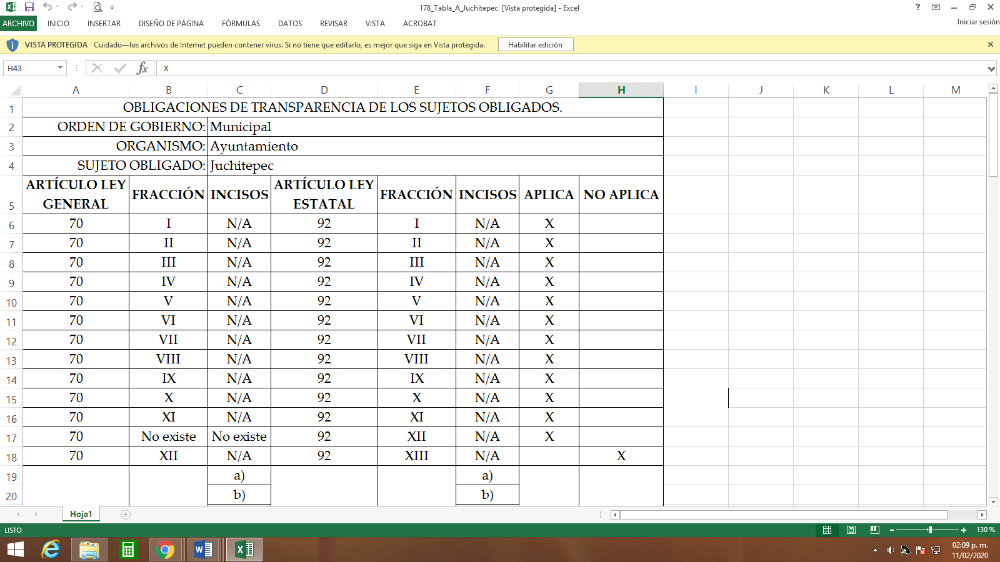 178_Tabla_A_Juchitepec [Vista protegida] - Excel
ARCHIVO INICIO INSERTAR DISEÑO DE PÁGINA FÓRMULAS DATOS REVISAR VISTA ACROBAT Iniciar sesión
VISTA PROTEGIDA Cuidado—los archivos de Internet pueden contener virus. Si no tiene que editarlo, es mejor que siga en Vista protegida. Habilitar edición
H43 fx X
A B C D E F G H I J K L M
1 OBLIGACIONES DE TRANSPARENCIA DE LOS SUJETOS OBLIGADOS.
2 ORDEN DE GOBIERNO: Municipal
3 ORGANISMO: Ayuntamiento
4 SUJETO OBLIGADO: Juchitepec
5 ARTÍCULO LEY GENERAL FRACCIÓN INCISOS ARTÍCULO LEY ESTATAL FRACCIÓN INCISOS APLICA NO APLICA
6 70 I N/A 92 I N/A X
7 70 II N/A 92 II N/A X
8 70 III N/A 92 III N/A X
9 70 IV N/A 92 IV N/A X
10 70 V N/A 92 V N/A X
11 70 VI N/A 92 VI N/A X
12 70 VII N/A 92 VII N/A X
13 70 VIII N/A 92 VIII N/A X
14 70 IX N/A 92 IX N/A X
15 70 X N/A 92 X N/A X
16 70 XI N/A 92 XI N/A X
17 70 No existe No existe 92 XII N/A X
18 70 XII N/A 92 XIII N/A X
19 a) a)
20 b) b)
Hoja1
LISTO 130 %
02:09 p. m.
11/02/2020